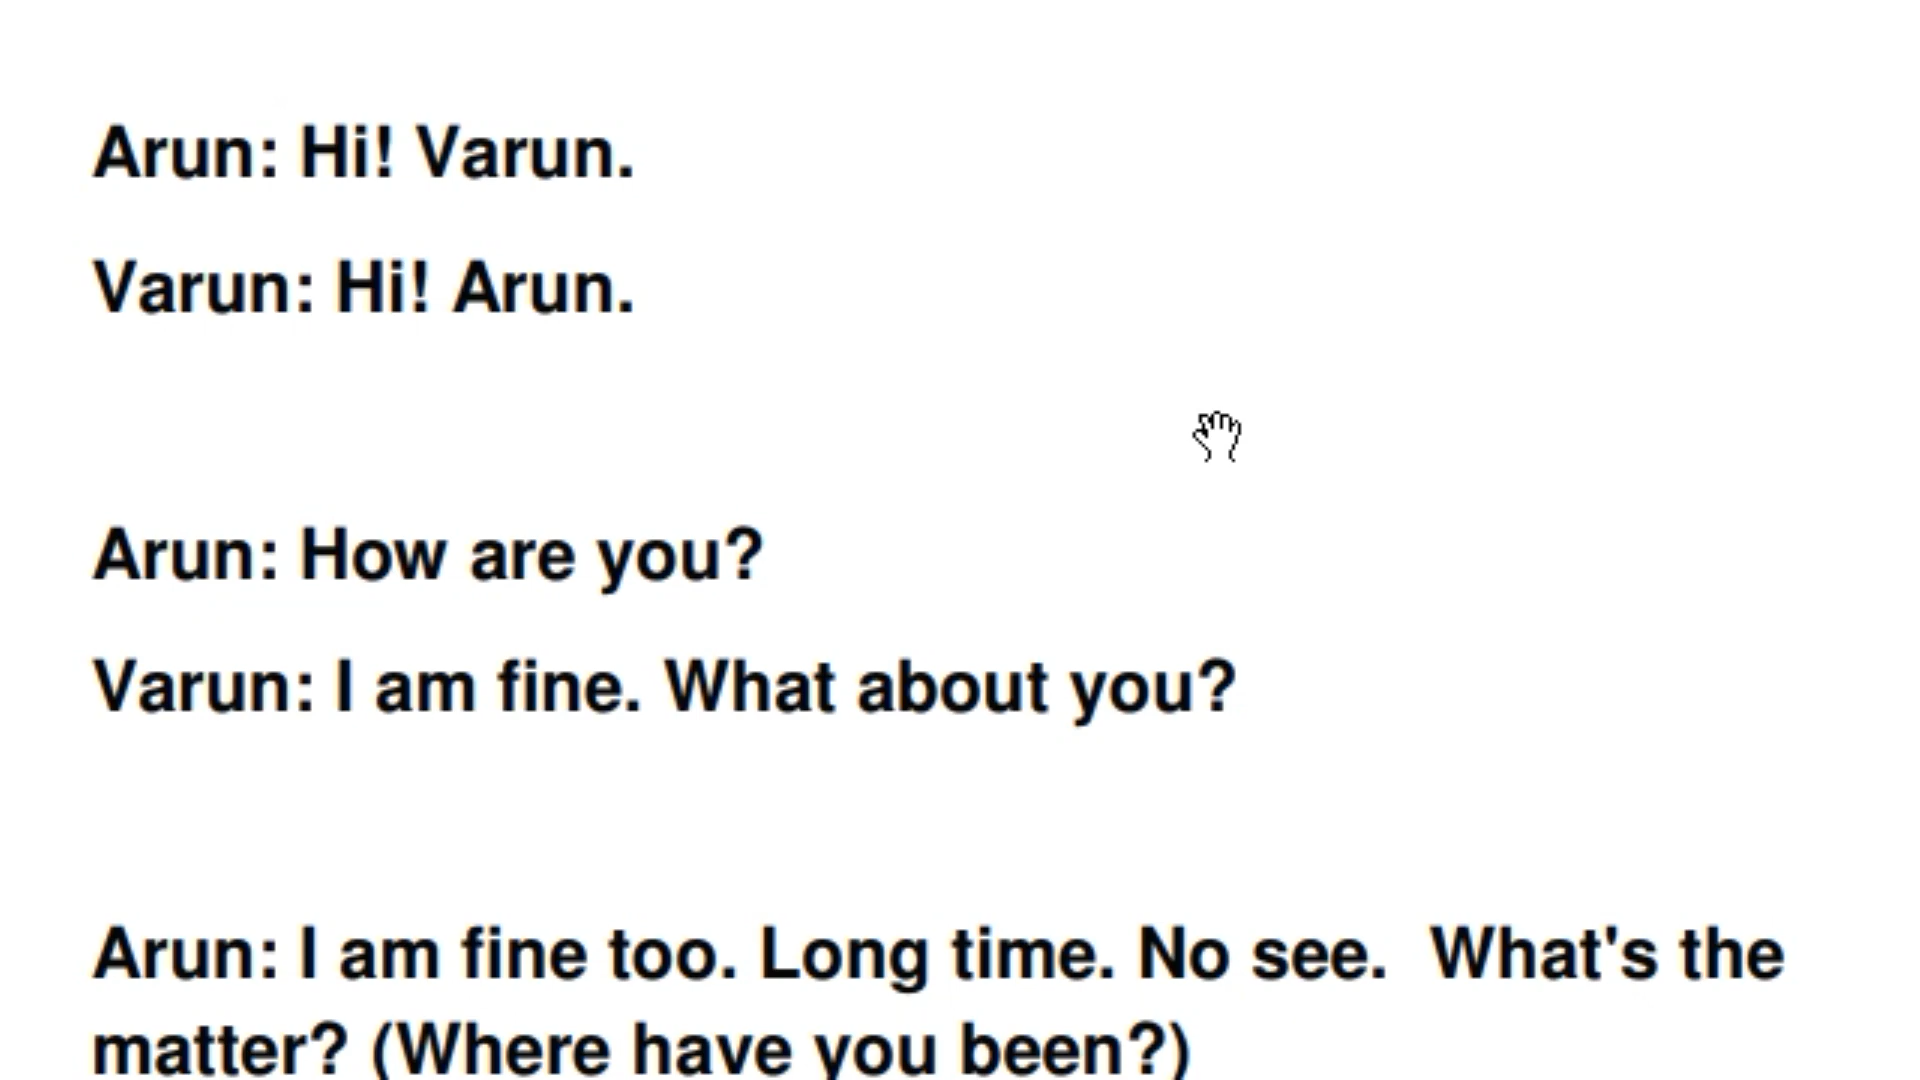 Arun: Hi! Varun.
Varun: Hi! Arun.
Arun: How are you?
Varun: I am fine. What about you?
Arun: I am fine too. Long time. No see.  What's the
matter? (Where have you been?)